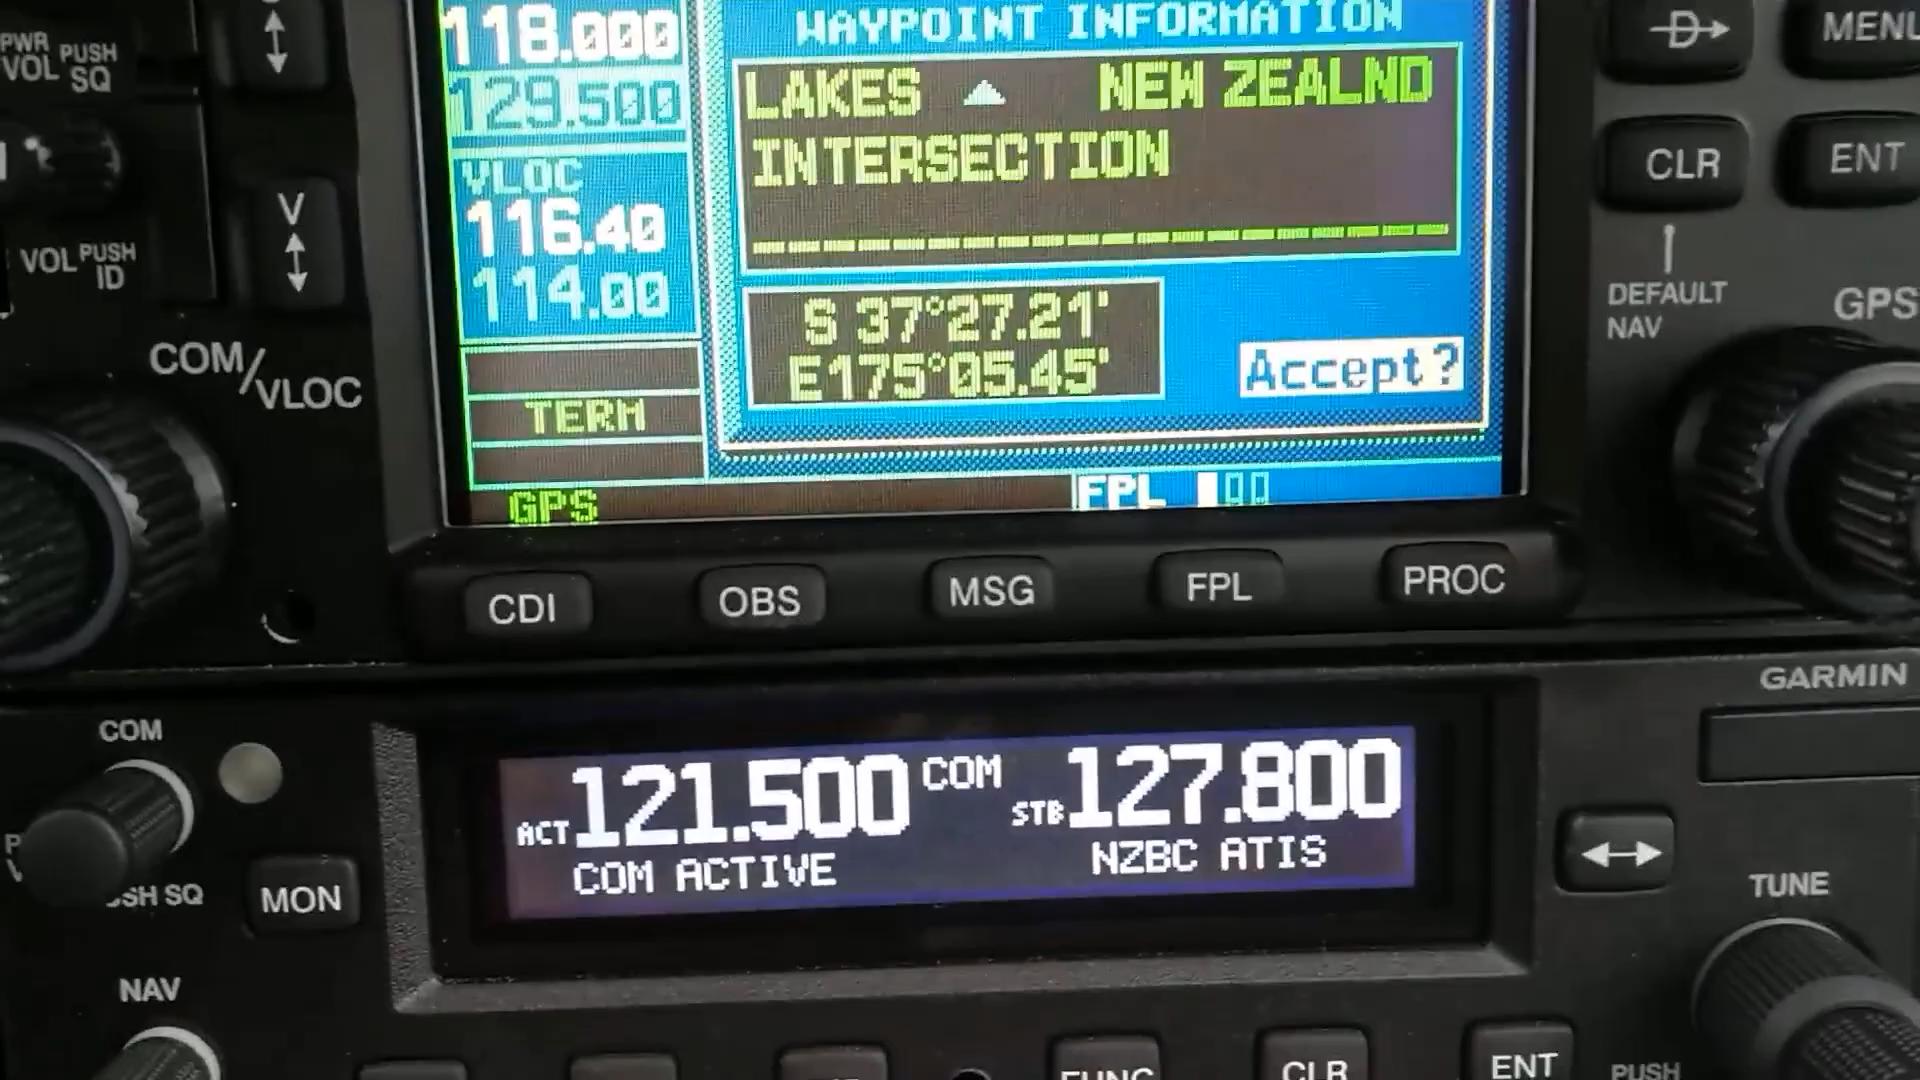 PWR
VOL PUSH
SQ
118.000
129.500
VLOC
116.40
114.00
TERM
GPS
WAYPOINT INFORMATION
LAKES NEW ZEALND
INTERSECTION
S 37°27.21'
E175°05.45'
Accept?
FPL
V
VOL PUSH
ID
COM/VLOC
D
MENU
CLR
ENT
DEFAULT
NAV
GPS
CDI
OBS
MSG
FPL
PROC
GARMIN
COM
ACT 121.500 COM STB 127.800
COM ACTIVE NZBC ATIS
SH SQ
MON
NAV
TUNE
FUNC
CLR
ENT
PUSH